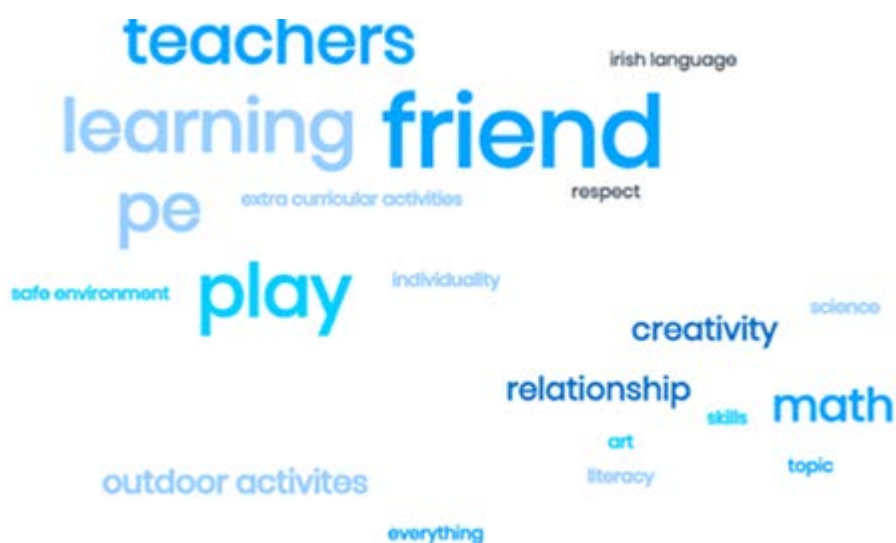 teachers
irish language
learning
friend
pe
extra curricular activities
respect
safe environment
play
individuality
science
creativity
relationship
skills
math
art
topic
outdoor activites
literacy
everything